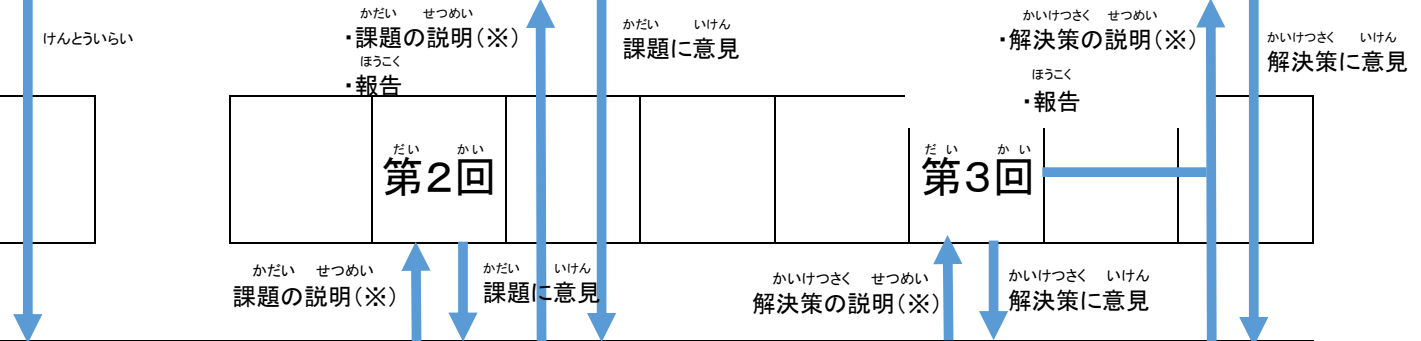 けんとういらい
かだい せつめい
・課題の説明(※)
ほうこく
・報告
かだい いけん
課題に意見
かいけつさく せつめい
・解決策の説明(※)
ほうこく
・報告
かいけつさく いけん
解決策に意見
だい かい
第2回
だい かい
第3回
かだい せつめい
課題の説明(※)
かだい いけん
課題に意見
かいけつさく せつめい
解決策の説明(※)
かいけつさく いけん
解決策に意見